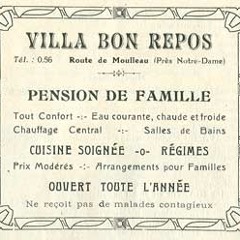 VILLA BON REPOS
Tél. : 0.56 Route de Moulleau (Près Notre-Dame)
PENSION DE FAMILLE
Tout Confort -:- Eau courante, chaude et froide
Chauffage Central -:- Salles de Bains
CUISINE SOIGNÉE -o- RÉGIMES
Prix Modérés -:- Arrangements pour Familles
OUVERT TOUTE L'ANNÉE
Ne reçoit pas de malades contagieux